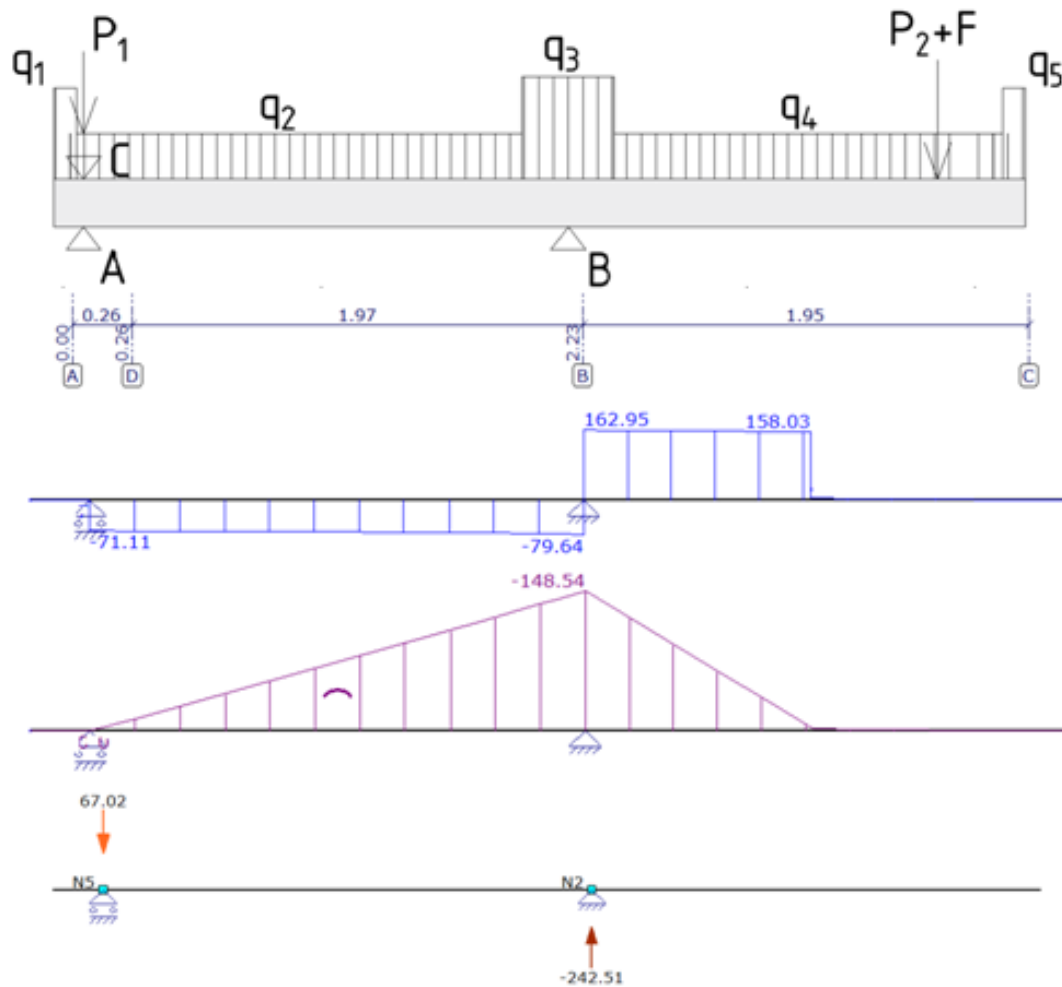 P1 q3 P2+F
q1 q2 q4 q5
C
A B
0.26 1.97 1.95
0.00 0.26 2.23
A D B C
162.95 158.03
-71.11 -79.64
-148.54
67.02
N5 N2
-242.51